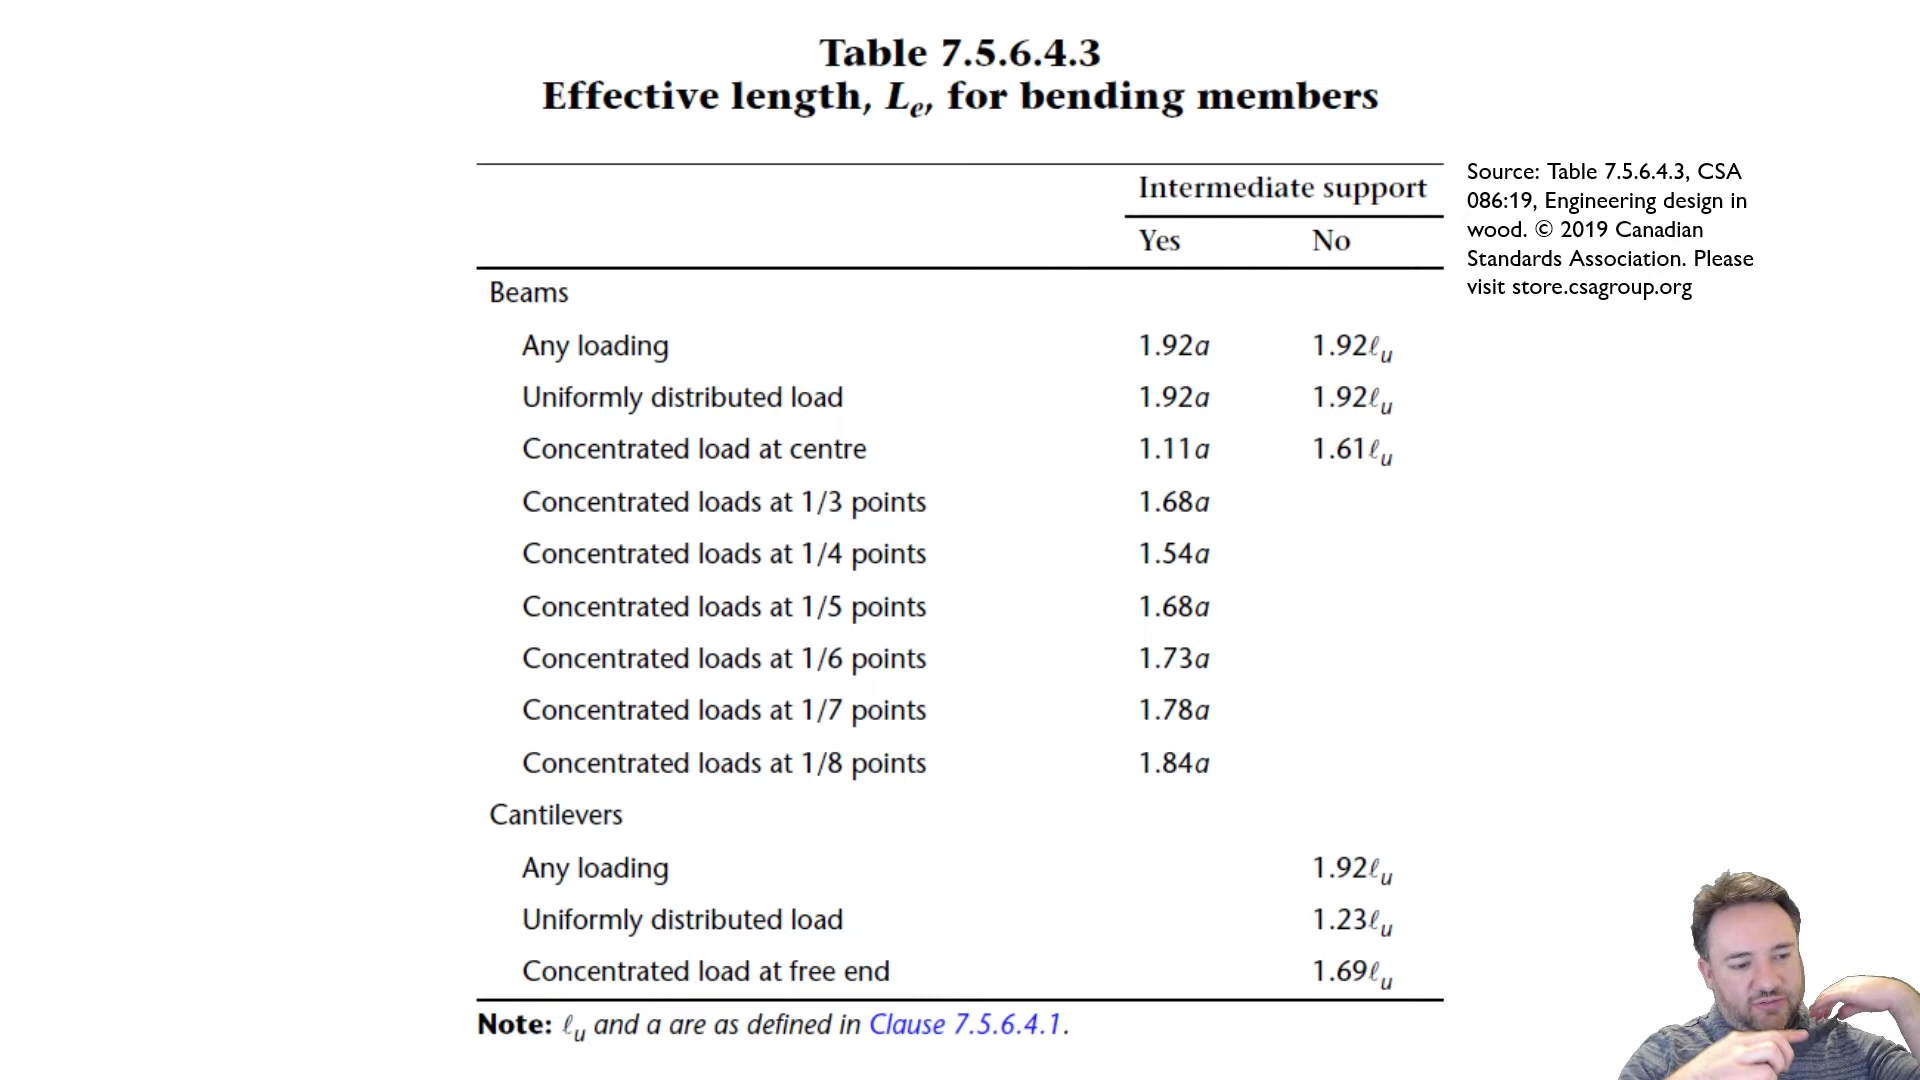 Table 7.5.6.4.3
Effective length, Le, for bending members
Source: Table 7.5.6.4.3, CSA
086:19, Engineering design in
wood. © 2019 Canadian
Standards Association. Please
visit store.csagroup.org
Intermediate support
Yes No
Beams
Any loading 1.92a 1.92ℓu
Uniformly distributed load 1.92a 1.92ℓu
Concentrated load at centre 1.11a 1.61ℓu
Concentrated loads at 1/3 points 1.68a
Concentrated loads at 1/4 points 1.54a
Concentrated loads at 1/5 points 1.68a
Concentrated loads at 1/6 points 1.73a
Concentrated loads at 1/7 points 1.78a
Concentrated loads at 1/8 points 1.84a
Cantilevers
Any loading 1.92ℓu
Uniformly distributed load 1.23ℓu
Concentrated load at free end 1.69ℓu
Note: ℓu and a are as defined in Clause 7.5.6.4.1.